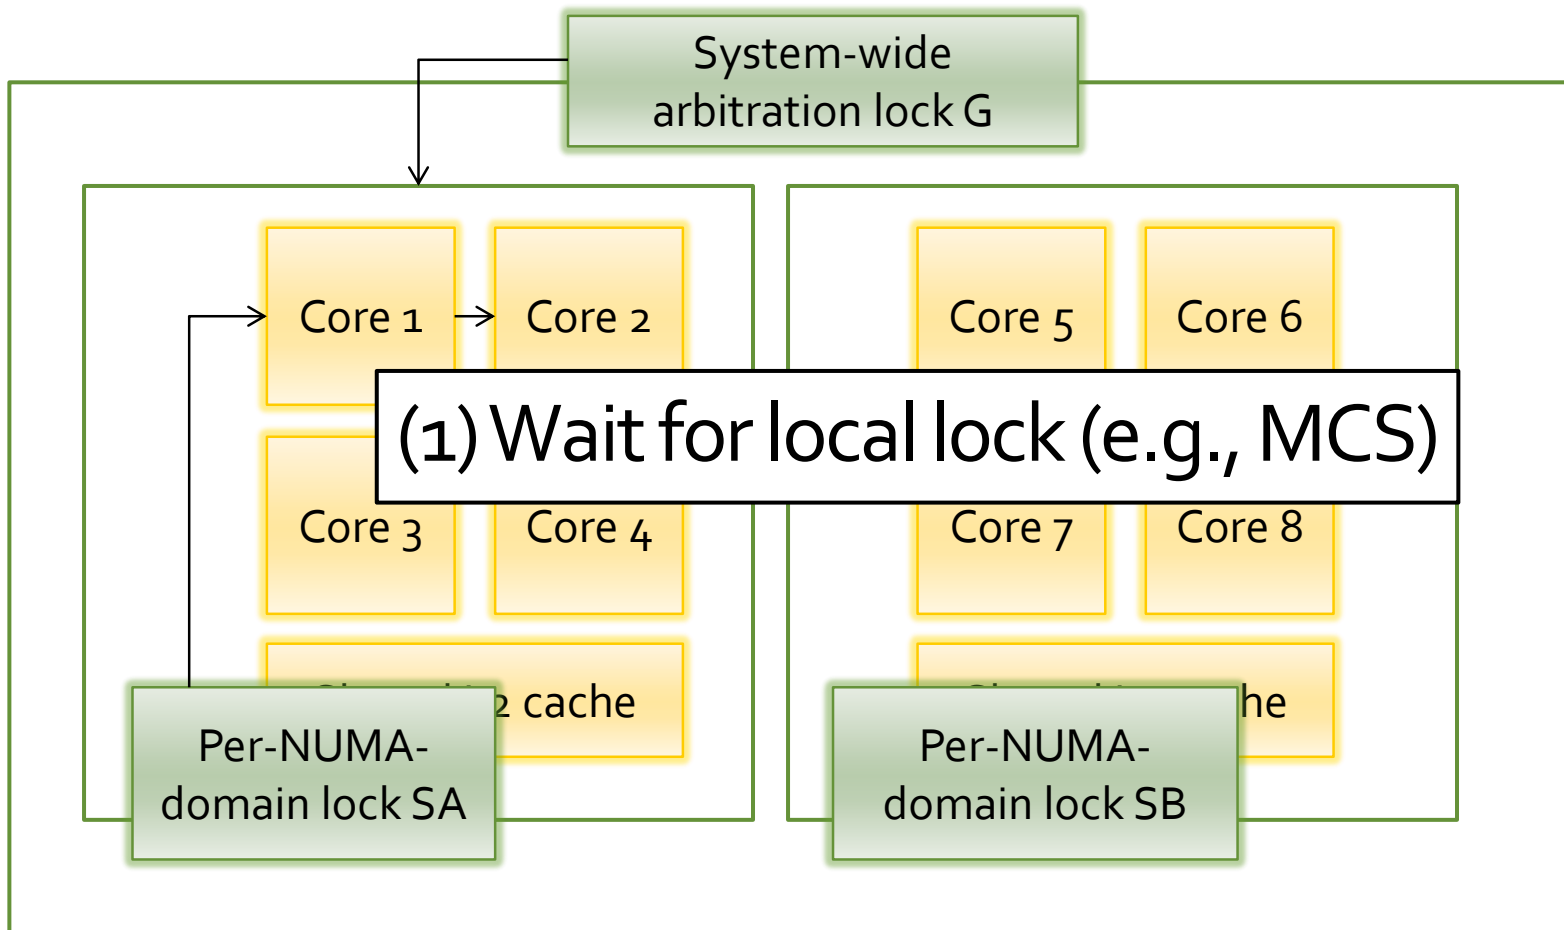 System-wide
arbitration lock G
Core 1
Core 2
Core 5
Core 6
(1) Wait for local lock (e.g., MCS)
Core 3
Core 4
Core 7
Core 8
2 cache
Per-NUMA-
domain lock SA
Per-NUMA-
domain lock SB